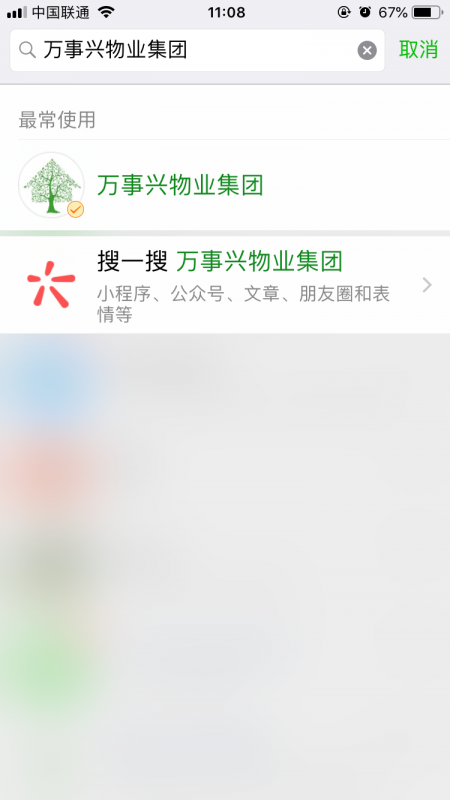 中国联通 11:08 67%
万事兴物业集团 取消
最常使用
万事兴物业集团
搜一搜 万事兴物业集团
小程序、公众号、文章、朋友圈和表
情等